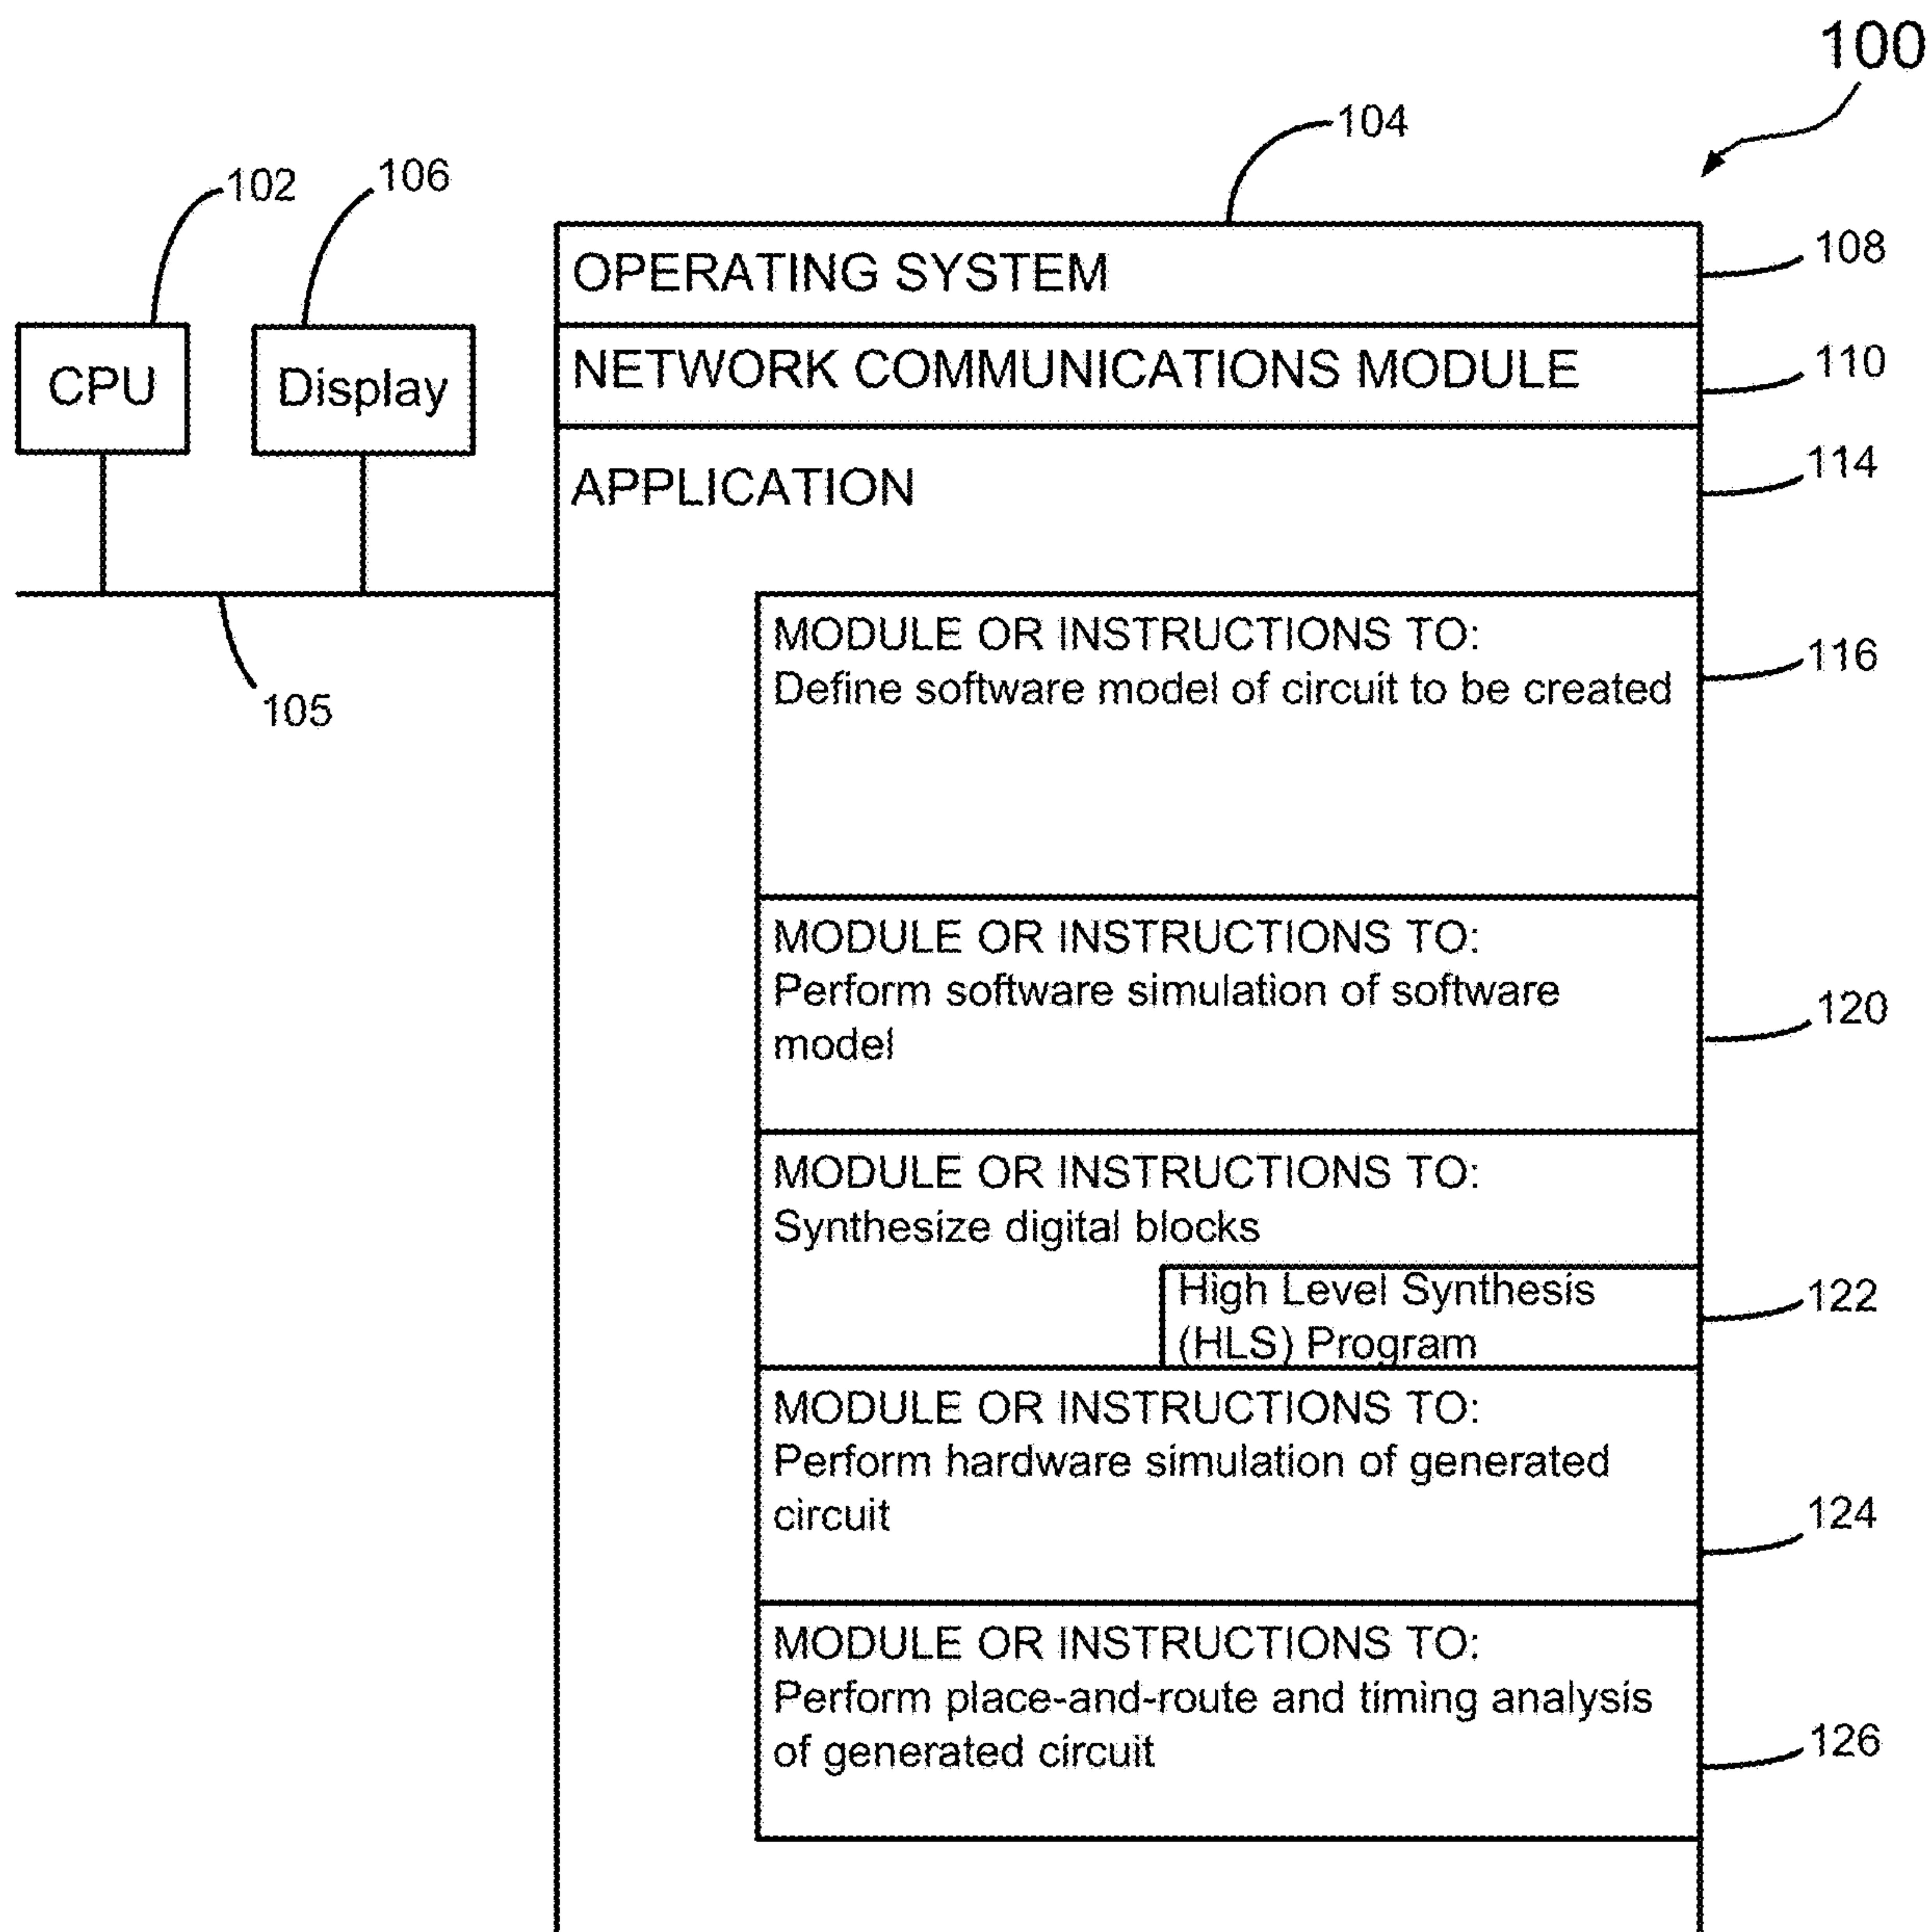 100
104
102
106
OPERATING SYSTEM
108
CPU
Display
NETWORK COMMUNICATIONS MODULE
110
APPLICATION
114
MODULE OR INSTRUCTIONS TO:
Define software model of circuit to be created
116
105
MODULE OR INSTRUCTIONS TO:
Perform software simulation of software
model
120
MODULE OR INSTRUCTIONS TO:
Synthesize digital blocks
High Level Synthesis
(HLS) Program
122
MODULE OR INSTRUCTIONS TO:
Perform hardware simulation of generated
circuit
124
MODULE OR INSTRUCTIONS TO:
Perform place-and-route and timing analysis
of generated circuit
126